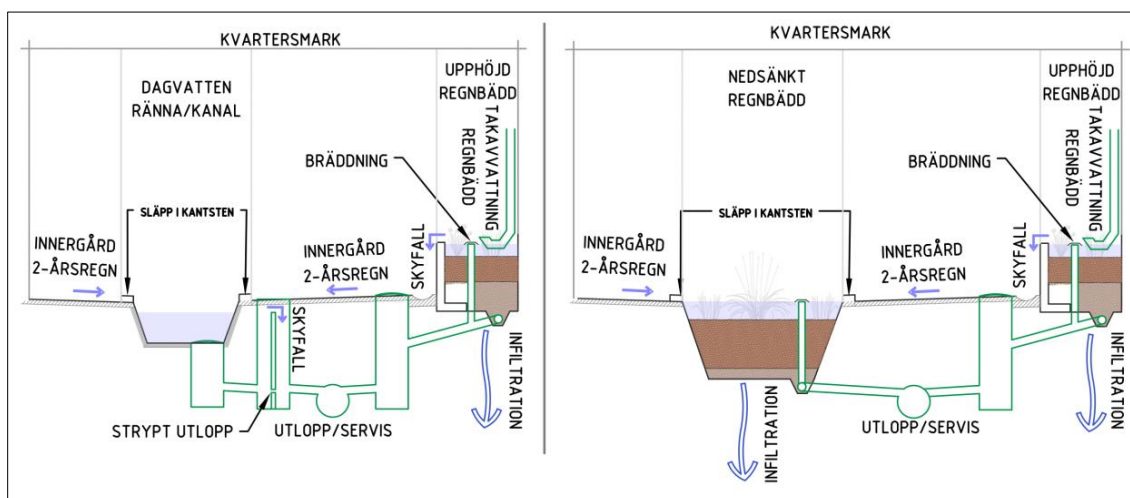 KVARTERSMARK
DAGVATTEN
RÄNNA/KANAL
UPPHÖJD
REGNBÄDD
TAKAVVATTNING
REGNBÄDD
BRÄDDNING
SLÄPP I KANTSTEN
SKYFALL
INNERGÅRD
2-ÅRSREGN
INNERGÅRD
2-ÅRSREGN
SKYFALL
INFILTRATION
STRYPT UTLOPP
UTLOPP/SERVIS
KVARTERSMARK
NEDSÄNKT
REGNBÄDD
UPPHÖJD
REGNBÄDD
TAKAVVATTNING
REGNBÄDD
BRÄDDNING
SLÄPP I KANTSTEN
SKYFALL
INNERGÅRD
2-ÅRSREGN
INNERGÅRD
2-ÅRSREGN
INFILTRATION
UTLOPP/SERVIS
INFILTRATION